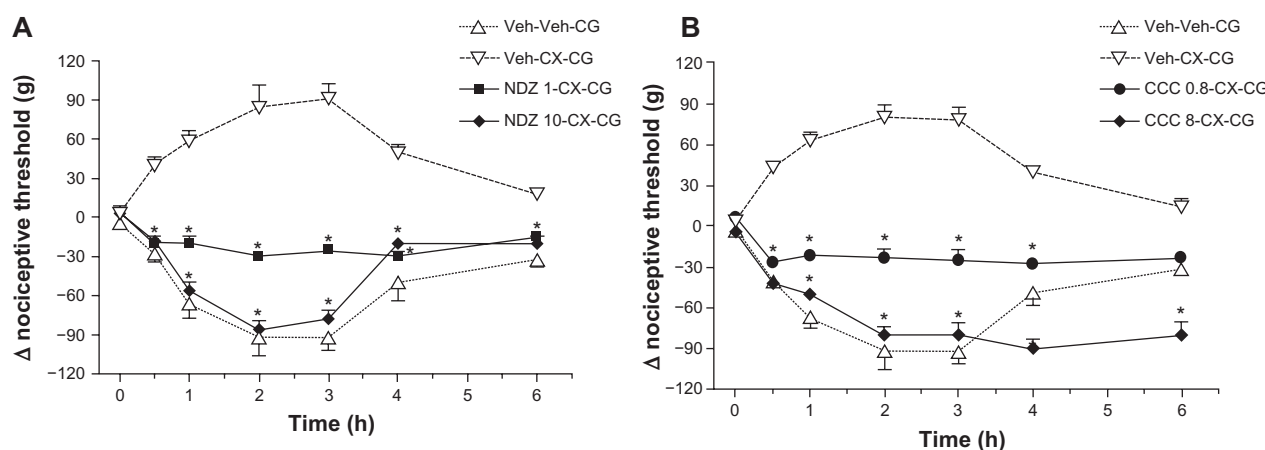 A
Veh-Veh-CG
Veh-CX-CG
NDZ 1-CX-CG
NDZ 10-CX-CG
Δ nociceptive threshold (g)
120
90
60
30
0
−30
−60
−90
−120
* * * * * * * * * * *
0 1 2 3 4 5 6
Time (h)
B
Veh-Veh-CG
Veh-CX-CG
CCC 0.8-CX-CG
CCC 8-CX-CG
Δ nociceptive threshold (g)
120
90
60
30
0
−30
−60
−90
−120
* * * * * * * * *
0 1 2 3 4 5 6
Time (h)